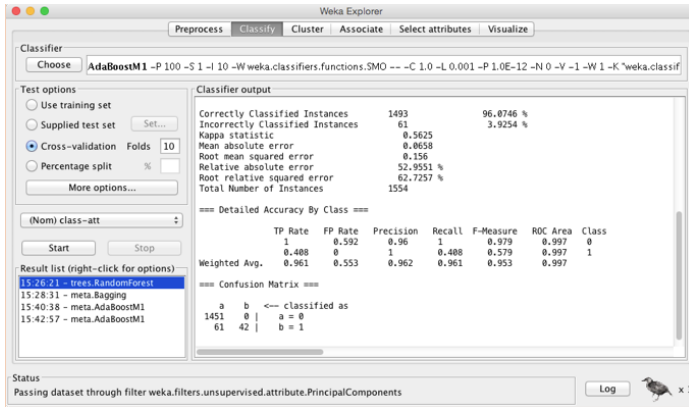 Weka Explorer
Preprocess Classify Cluster Associate Select attributes Visualize
Classifier
Choose AdaBoostM1 -P 100 -S 1 -I 10 -W weka.classifiers.functions.SMO -- -C 1.0 -L 0.001 -P 1.0E-12 -N 0 -V -1 -W 1 -K "weka.classif
Test options
Use training set
Supplied test set Set...
Cross-validation Folds 10
Percentage split %
More options...
(Nom) class-att
Start Stop
Result list (right-click for options)
15:26:21 - trees.RandomForest
15:28:31 - meta.Bagging
15:40:38 - meta.AdaBoostM1
15:42:57 - meta.AdaBoostM1
Classifier output
Correctly Classified Instances 1493 96.0746 %
Incorrectly Classified Instances 61 3.9254 %
Kappa statistic 0.5625
Mean absolute error 0.0658
Root mean squared error 0.156
Relative absolute error 52.9551 %
Root relative squared error 62.7257 %
Total Number of Instances 1554
=== Detailed Accuracy By Class ===
TP Rate FP Rate Precision Recall F-Measure ROC Area Class
1 0.592 0.96 1 0.979 0.997 0
0.408 0 1 0.408 0.579 0.997 1
Weighted Avg. 0.961 0.553 0.962 0.961 0.953 0.997
=== Confusion Matrix ===
a b <-- classified as
1451 0 | a = 0
61 42 | b = 1
Status
Passing dataset through filter weka.filters.unsupervised.attribute.PrincipalComponents
Log
x